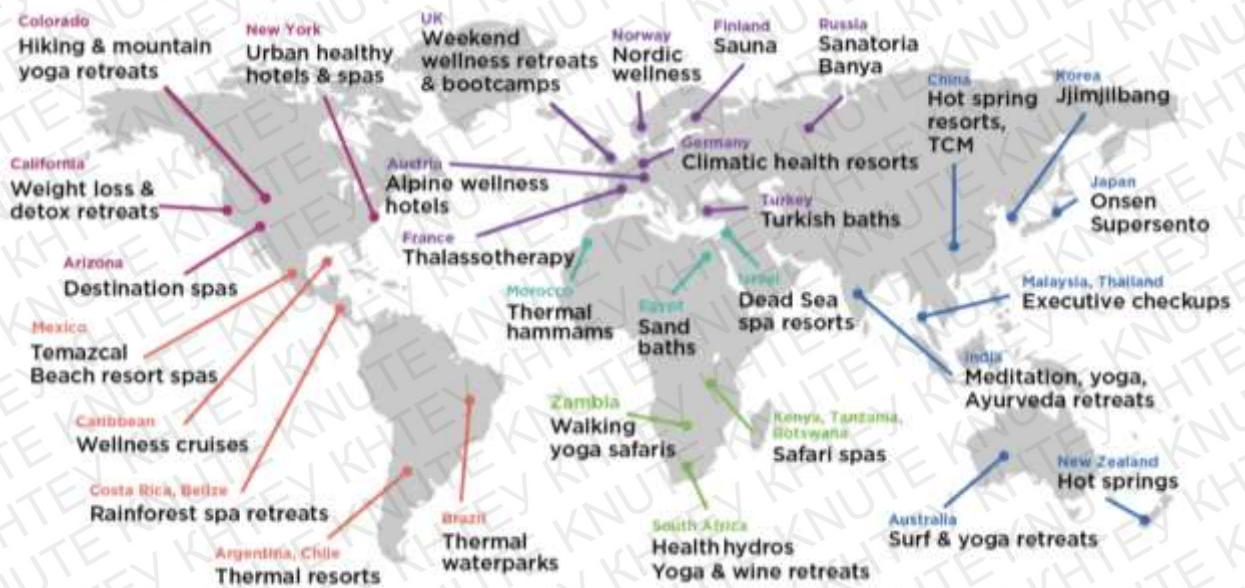 Colorado
Hiking & mountain
yoga retreats
New York
Urban healthy
hotels & spas
UK
Weekend
wellness retreats
& bootcamps
Norway
Nordic
wellness
Finland
Sauna
Russia
Sanatoria
Banya
China
Hot spring
resorts,
TCM
Korea
Jjimjilbang
California
Weight loss &
detox retreats
Austria
Alpine wellness
hotels
Germany
Climatic health resorts
Japan
Onsen
Supersento
Turkey
Turkish baths
France
Thalassotherapy
Arizona
Destination spas
Morocco
Thermal
hammams
Egypt
Sand
baths
Israel
Dead Sea
spa resorts
Malaysia, Thailand
Executive checkups
Mexico
Temazcal
Beach resort spas
India
Meditation, yoga,
Ayurveda retreats
Caribbean
Wellness cruises
Zambia
Walking
yoga safaris
Kenya, Tanzania,
Botswana
Safari spas
Costa Rica, Belize
Rainforest spa retreats
New Zealand
Hot springs
Argentina, Chile
Thermal resorts
Brazil
Thermal
waterparks
South Africa
Health hydros
Yoga & wine retreats
Australia
Surf & yoga retreats